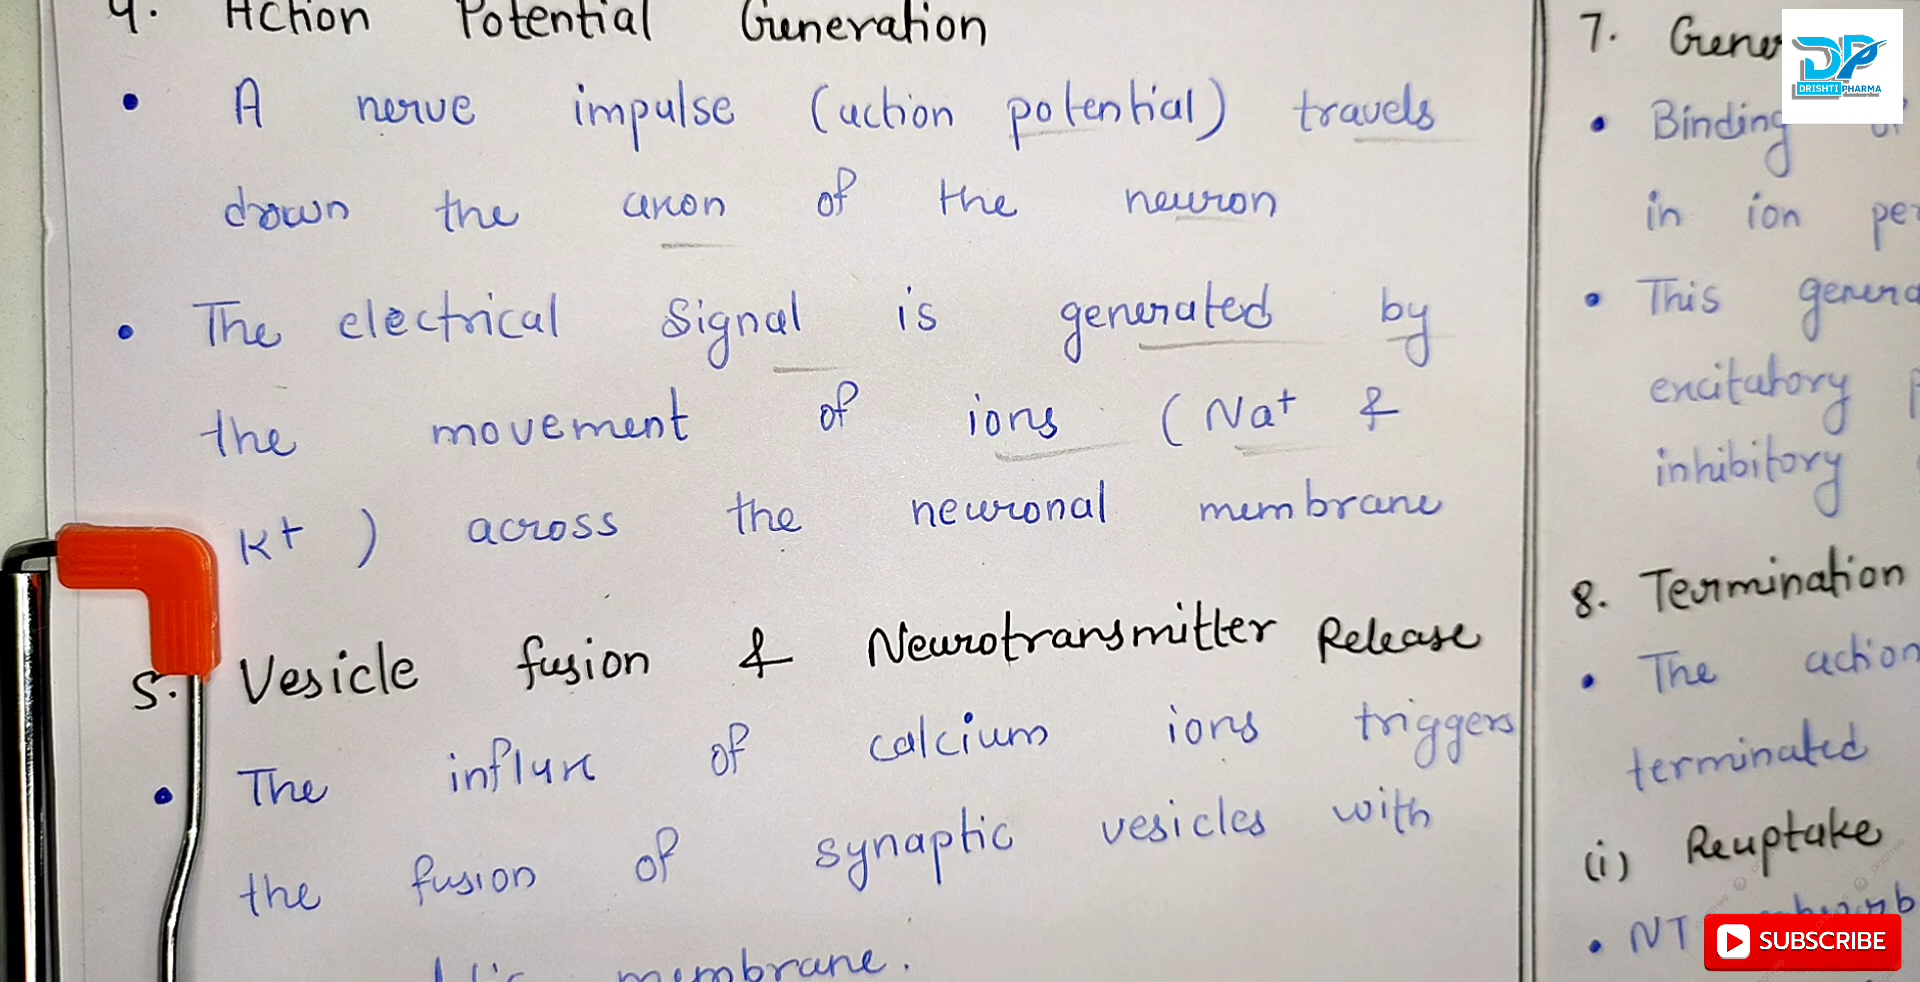 4. Action Potential Generation
• A nerve impulse (action potential) travels
down the axon of the neuron
• The electrical signal is generated by
the movement of ions (Na+ &
K+) across the neuronal membrane
5. Vesicle fusion & Neurotransmitter Release
• The influx of calcium ions triggers
the fusion of synaptic vesicles with
membrane.
7.
• Binding of
in ion
• This
excitatory
inhibitory
8. Termination
• The action
terminated
(i) Reuptake
• NT
DP
DRISHTI PHARMA
SUBSCRIBE